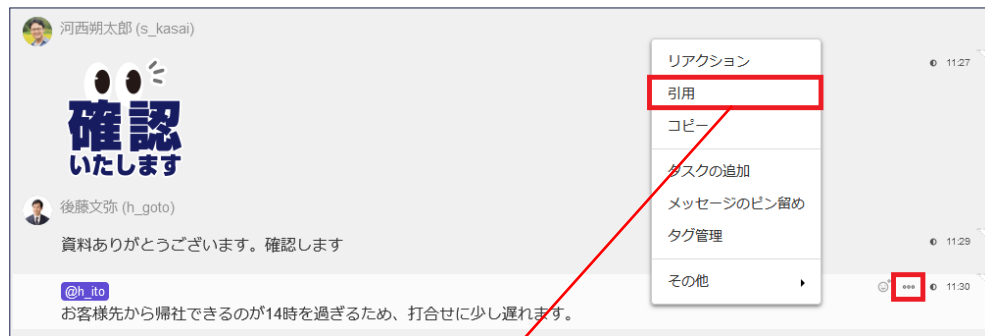 河西朔太郎 (s_kasai)
11:27
確認
いたします
リアクション
引用
コピー
タスクの追加
メッセージのピン留め
タグ管理
その他
後藤文弥 (h_goto)
資料ありがとうございます。確認します
11:29
@h_ito
11:30
お客様先から帰社できるのが14時を過ぎるため、打合せに少し遅れます。